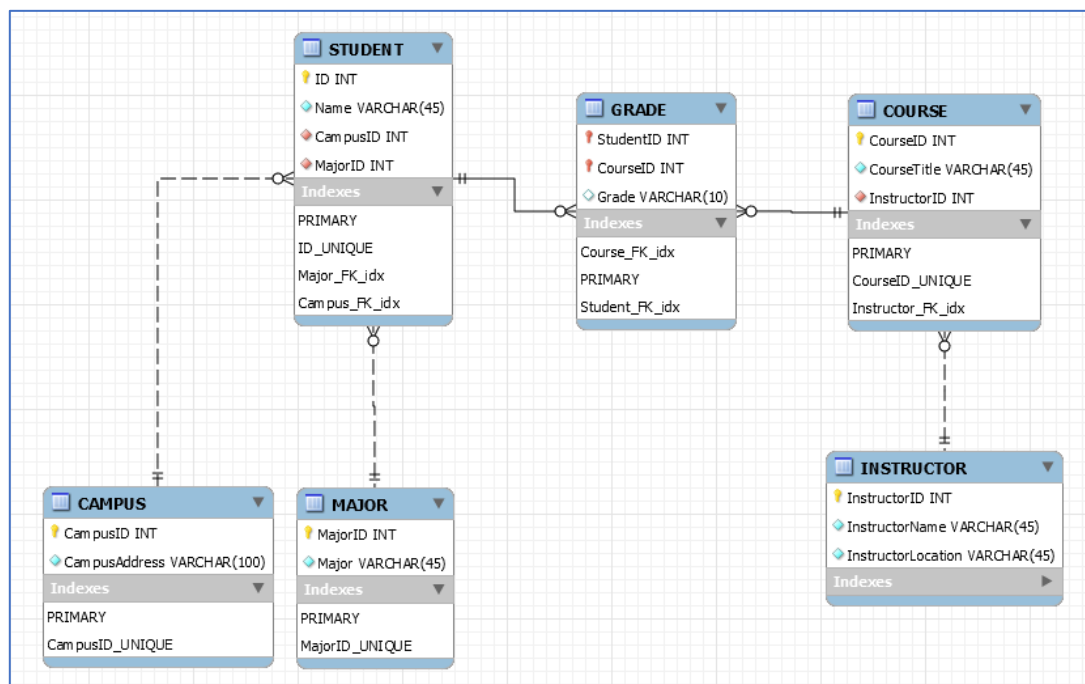 STUDENT
ID INT
Name VARCHAR(45)
CampusID INT
MajorID INT
Indexes
PRIMARY
ID_UNIQUE
Major_FK_idx
Campus_FK_idx
GRADE
StudentID INT
CourseID INT
Grade VARCHAR(10)
Indexes
Course_FK_idx
PRIMARY
Student_FK_idx
COURSE
CourseID INT
CourseTitle VARCHAR(45)
InstructorID INT
Indexes
PRIMARY
CourseID_UNIQUE
Instructor_FK_idx
CAMPUS
CampusID INT
CampusAddress VARCHAR(100)
Indexes
PRIMARY
CampusID_UNIQUE
MAJOR
MajorID INT
Major VARCHAR(45)
Indexes
PRIMARY
MajorID_UNIQUE
INSTRUCTOR
InstructorID INT
InstructorName VARCHAR(45)
InstructorLocation VARCHAR(45)
Indexes